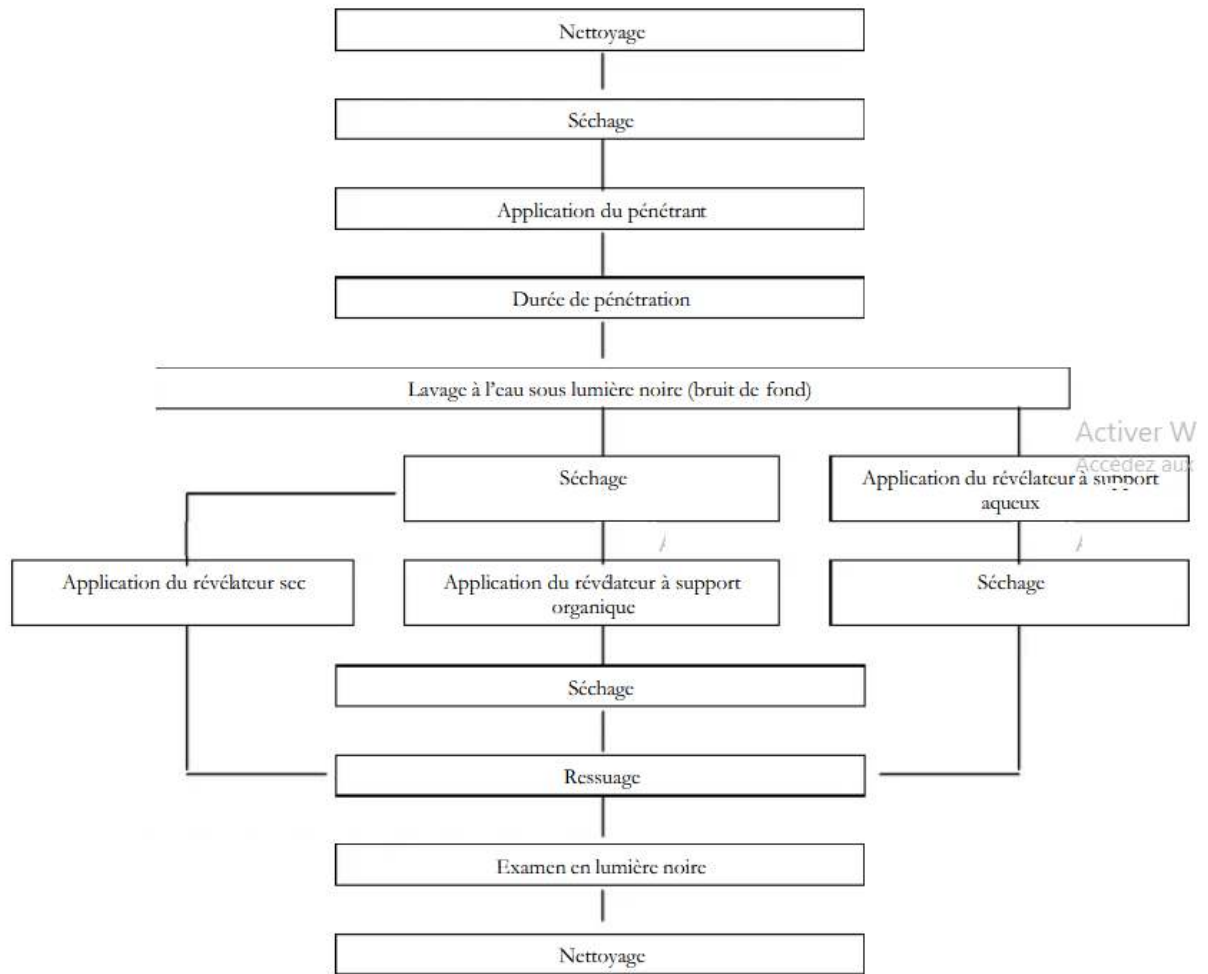 Nettoyage
Séchage
Application du pénétrant
Durée de pénétration
Lavage à l'eau sous lumière noire (bruit de fond)
Activer W
Accédez aux
Séchage
Application du révélateur à support
aqueux
Application du révélateur sec
Application du révélateur à support
organique
Séchage
Séchage
Ressuage
Examen en lumière noire
Nettoyage